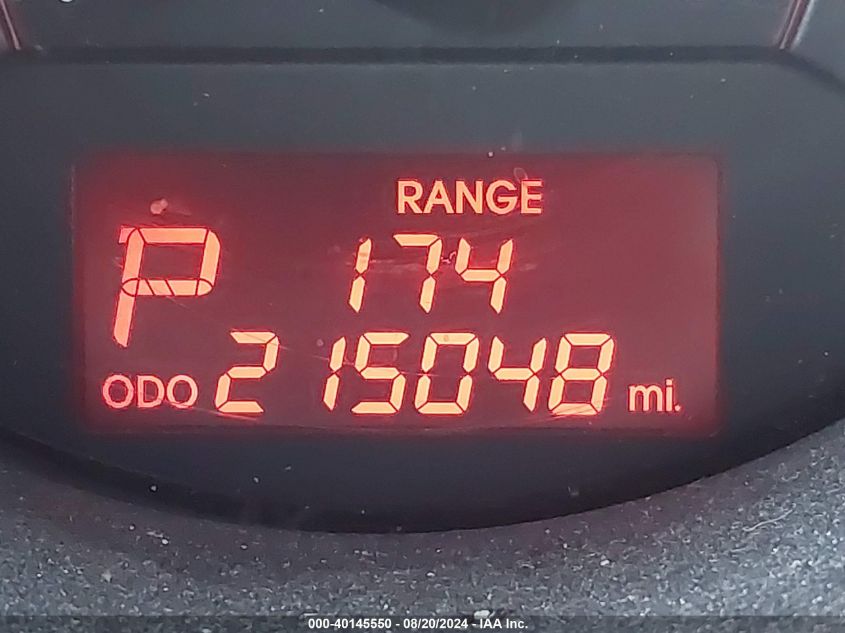 RANGE
P 174
ODO 215048 mi.
000-40145550 - 08/20/2024 - IAA Inc.